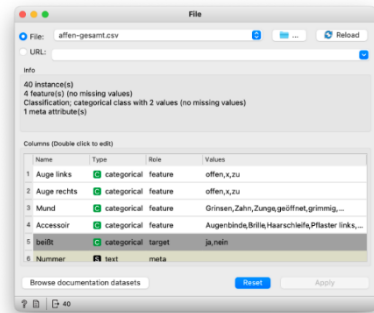 File
File: affen-gesamt.csv ... Reload
URL:
Info
40 instance(s)
4 feature(s) (no missing values)
Classification; categorical class with 2 values (no missing values)
1 meta attribute(s)
Columns (Double click to edit)
Name Type Role Values
1 Auge links C categorical feature offen,x,zu
2 Auge rechts C categorical feature offen,x,zu
3 Mund C categorical feature Grinsen,Zahn,Zunge,geöffnet,grimmig,...
4 Accessoir C categorical feature Augenbinde,Brille,Haarschleife,Pflaster links,...
5 beißt C categorical target ja,nein
6 Nummer S text meta
Browse documentation datasets Reset Apply
? 40